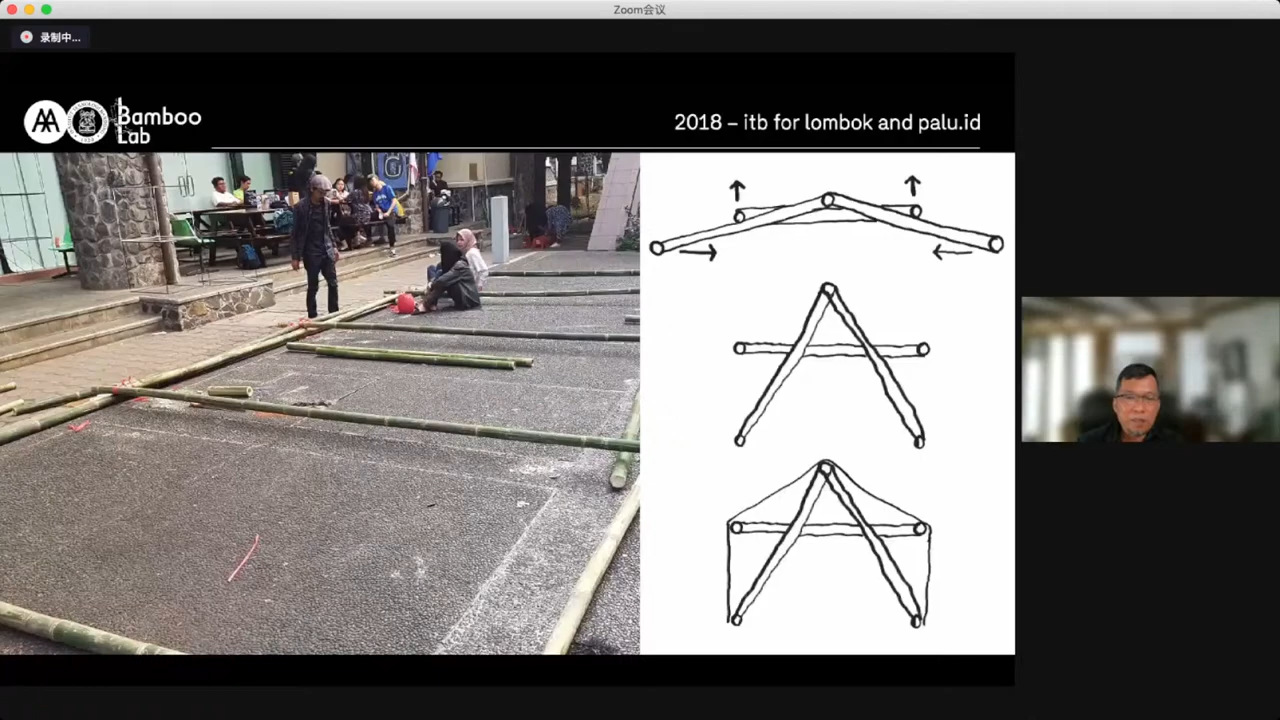 Zoom会议
录制中...
Bamboo
Lab
2018 – itb for lombok and palu.id